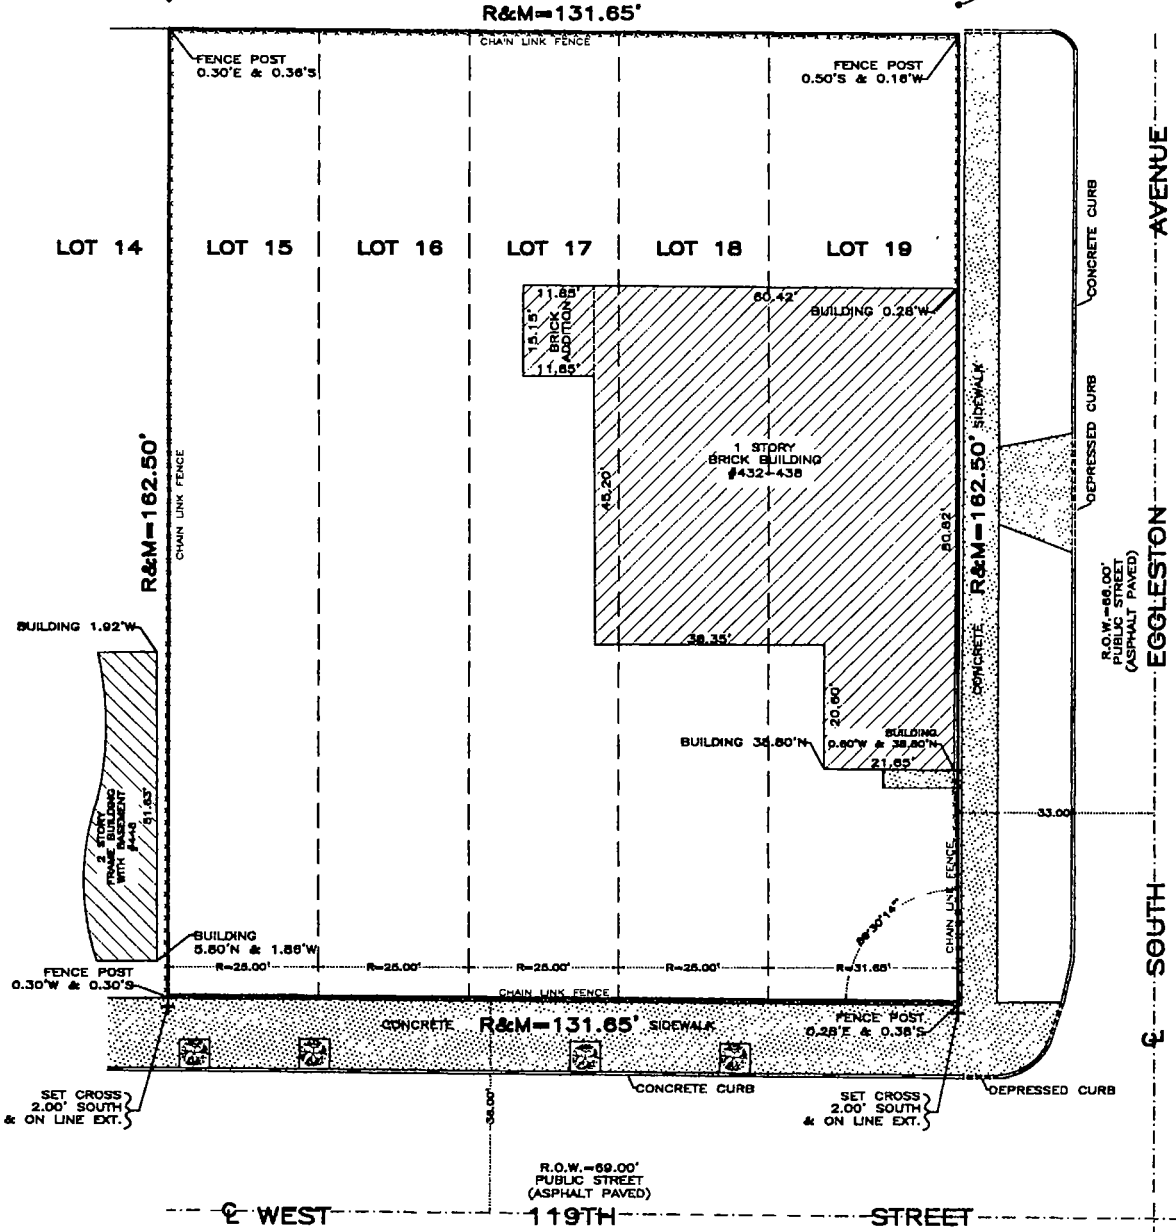 R&M=131.65'
CHAIN LINK FENCE
FENCE POST
0.30'E & 0.36'S
FENCE POST
0.50'S & 0.16'W
AVENUE
CONCRETE CURB
LOT 14
LOT 15
LOT 16
LOT 17
LOT 18
LOT 19
11.85'
60.42'
BUILDING 0.28'W
15.15'
BRICK
ADDITION
11.85'
DEPRESSED CURB
SIDEWALK
R&M=162.50'
CONCRETE
1 STORY
BRICK BUILDING
#432-438
45.20'
80.82'
R&M=162.50'
CHAIN LINK FENCE
R.O.W.=66.00'
PUBLIC STREET
(ASPHALT PAVED)
EGGLESTON
BUILDING 1.92'W
38.35'
20.60'
BUILDING 38.80'N
BUILDING
0.60'W & 38.80'N
21.65'
2 STORY
FRAME BUILDING
WITH BASEMENT
#448
51.83'
33.00'
CHAIN LINK FENCE
SOUTH
℄
BUILDING
5.80'N & 1.86'W
FENCE POST
0.30'W & 0.30'S
R=25.00'
R=25.00'
R=25.00'
R=25.00'
R=31.65'
CHAIN LINK FENCE
CONCRETE R&M=131.65' SIDEWALK
FENCE POST
0.28'E & 0.38'S
SET CROSS
2.00' SOUTH
& ON LINE EXT.
CONCRETE CURB
SET CROSS
2.00' SOUTH
& ON LINE EXT.
DEPRESSED CURB
R.O.W.=69.00'
PUBLIC STREET
(ASPHALT PAVED)
℄ WEST 119TH STREET